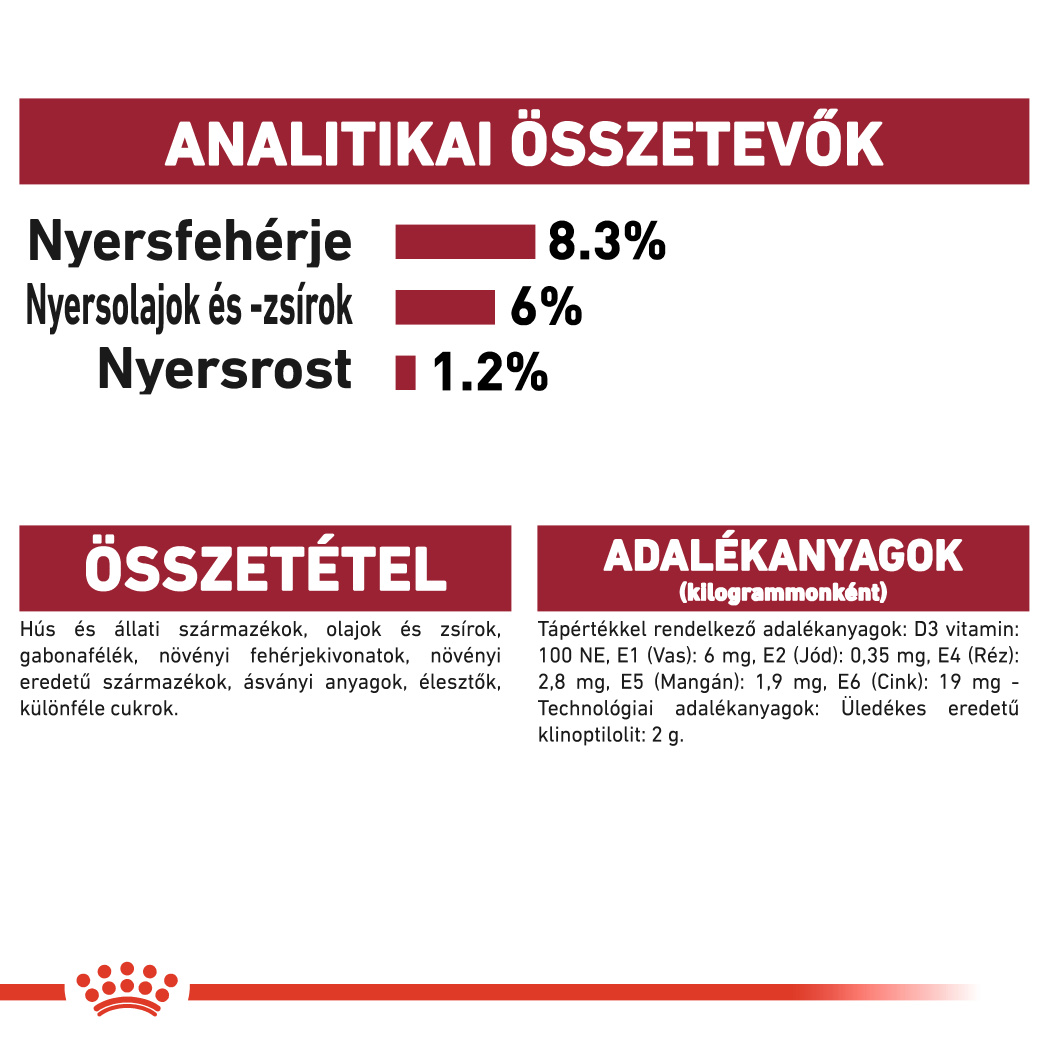 ANALITIKAI ÖSSZETEVŐK
Nyersfehérje 8.3%
Nyersolajok és -zsírok 6%
Nyersrost 1.2%
ÖSSZETÉTEL
Hús és állati származékok, olajok és zsírok,
gabonafélék, növényi fehérjekivonatok, növényi
eredetű származékok, ásványi anyagok, élesztők,
különféle cukrok.
ADALÉKANYAGOK
(kilogrammonként)
Tápértékkel rendelkező adalékanyagok: D3 vitamin:
100 NE, E1 (Vas): 6 mg, E2 (Jód): 0,35 mg, E4 (Réz):
2,8 mg, E5 (Mangán): 1,9 mg, E6 (Cink): 19 mg -
Technológiai adalékanyagok: Üledékes eredetű
klinoptilolit: 2 g.